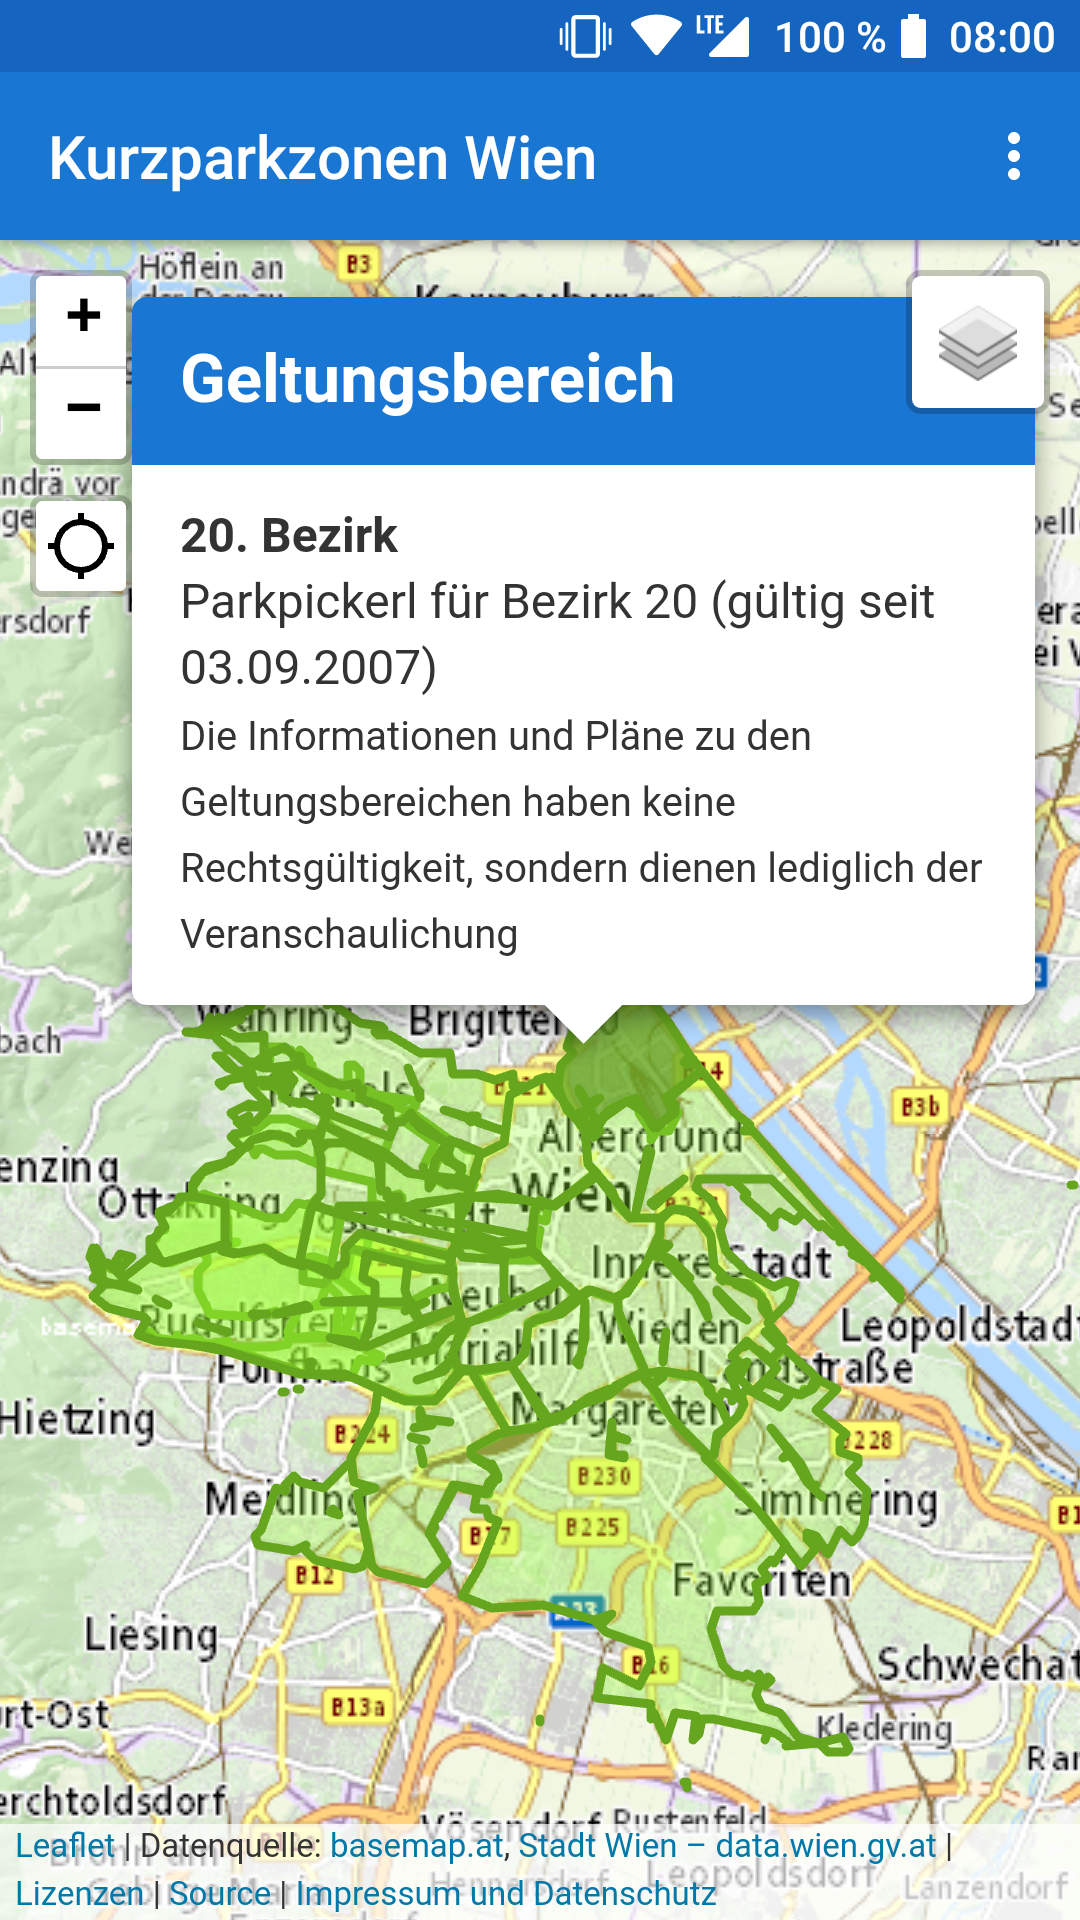 LTE 100 % 08:00
Kurzparkzonen Wien
Höflein an
B3
+
−
Geltungsbereich
ndrä vor
20. Bezirk
Parkpickerl für Bezirk 20 (gültig seit
03.09.2007)
Die Informationen und Pläne zu den
Geltungsbereichen haben keine
Rechtsgültigkeit, sondern dienen lediglich der
Veranschaulichung
rsdorf
bach
Währing
B3b
Alsergrund
enzing
Ottakring
Wien
Innere Stadt
Neubau
Rudolfsheim-
Fünfhaus
Mariahilf
Wieden
Leopoldstadt
Landstraße
Hietzing
Margareten
B224
B228
B230
Meidling
Simmering
B225
B17
B12
Favoriten
A23
Liesing
B16
Schwechat
rt-Ost
B13a
Kledering
erchtoldsdorf
Vösendorf
Rustenfeld
Leaflet | Datenquelle: basemap.at, Stadt Wien – data.wien.gv.at |
Lizenzen | Source | Impressum und Datenschutz
Hennersdorf
Leopoldsdorf
Lanzendorf